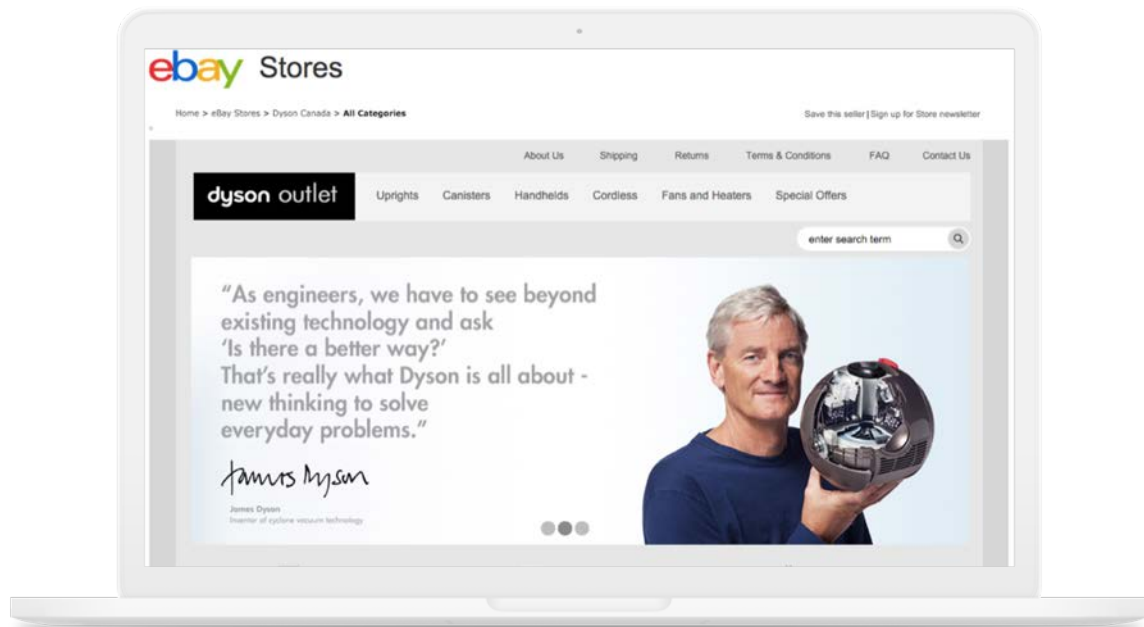 ebay Stores
Home > eBay Stores > Dyson Canada > All Categories
Save this seller | Sign up for Store newsletter
About Us Shipping Returns Terms & Conditions FAQ Contact Us
dyson outlet
Uprights Canisters Handhelds Cordless Fans and Heaters Special Offers
enter search term
“As engineers, we have to see beyond
existing technology and ask
‘Is there a better way?’
That’s really what Dyson is all about -
new thinking to solve
everyday problems.”
James Dyson
James Dyson
Inventor of cyclone vacuum technology